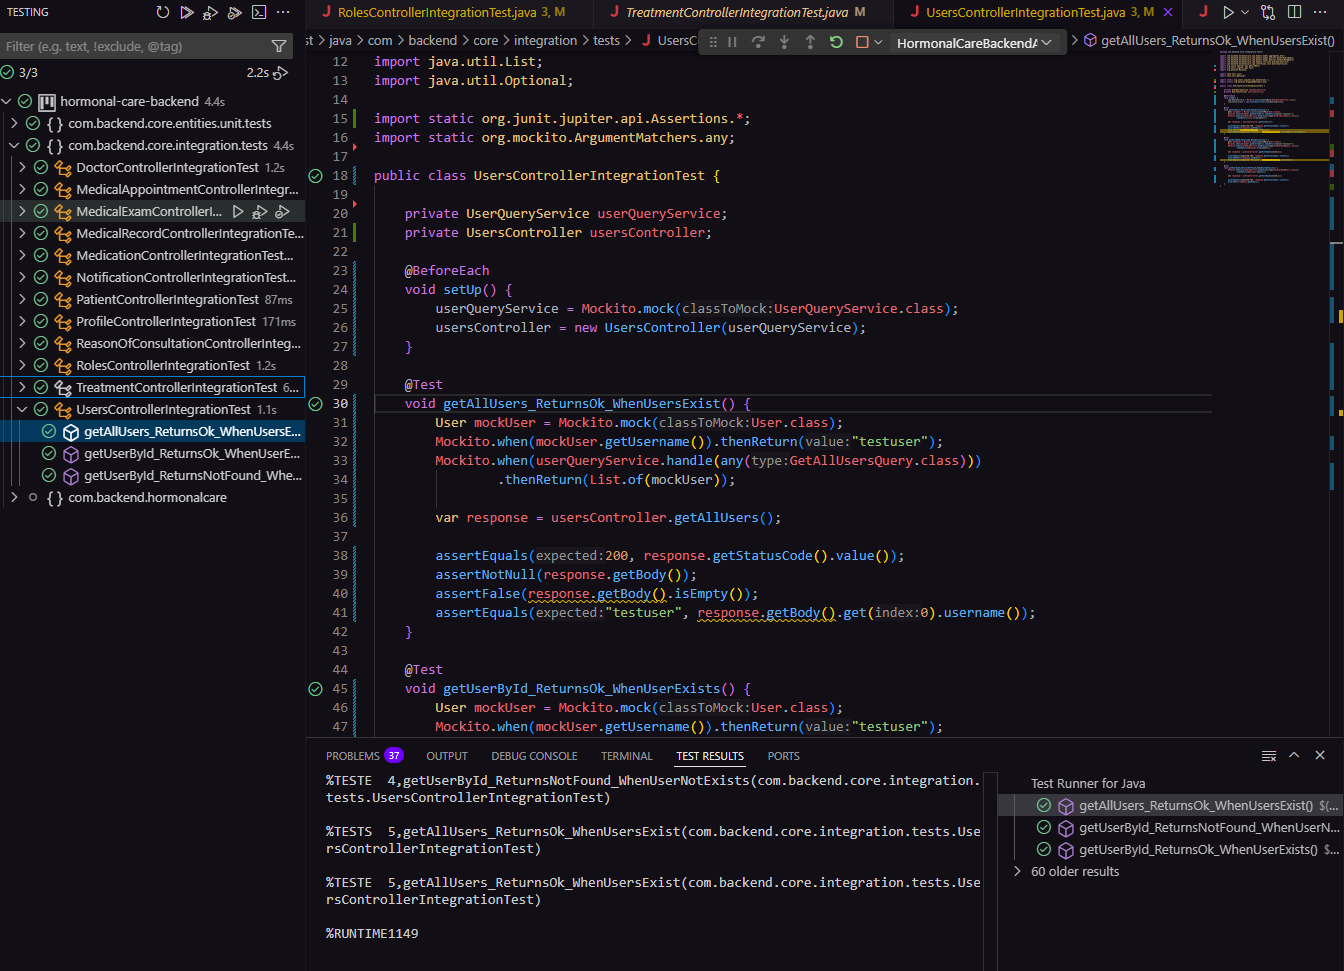 TESTING
Filter (e.g. text, !exclude, @tag)
3/3 2.2s
hormonal-care-backend 4.4s
com.backend.core.entities.unit.tests
com.backend.core.integration.tests 4.4s
DoctorControllerIntegrationTest 1.2s
MedicalAppointmentControllerIntegr...
MedicalExamControllerI...
MedicalRecordControllerIntegrationTe...
MedicationControllerIntegrationTest...
NotificationControllerIntegrationTest...
PatientControllerIntegrationTest 87ms
ProfileControllerIntegrationTest 171ms
ReasonOfConsultationControllerInteg...
RolesControllerIntegrationTest 1.2s
TreatmentControllerIntegrationTest 6...
UsersControllerIntegrationTest 1.1s
getAllUsers_ReturnsOk_WhenUsersE...
getUserById_ReturnsOk_WhenUserE...
getUserById_ReturnsNotFound_Whe...
com.backend.hormonalcare
RolesControllerIntegrationTest.java 3, M
TreatmentControllerIntegrationTest.java M
UsersControllerIntegrationTest.java 3, M
st > java > com > backend > core > integration > tests > UsersC
HormonalCareBackendA
getAllUsers_ReturnsOk_WhenUsersExist()
12 import java.util.List;
13 import java.util.Optional;
14
15 import static org.junit.jupiter.api.Assertions.*;
16 import static org.mockito.ArgumentMatchers.any;
17
18 public class UsersControllerIntegrationTest {
19
20 private UserQueryService userQueryService;
21 private UsersController usersController;
22
23 @BeforeEach
24 void setUp() {
25 userQueryService = Mockito.mock(classToMock:UserQueryService.class);
26 usersController = new UsersController(userQueryService);
27 }
28
29 @Test
30 void getAllUsers_ReturnsOk_WhenUsersExist() {
31 User mockUser = Mockito.mock(classToMock:User.class);
32 Mockito.when(mockUser.getUsername()).thenReturn(value:"testuser");
33 Mockito.when(userQueryService.handle(any(type:GetAllUsersQuery.class)))
34 .thenReturn(List.of(mockUser));
35
36 var response = usersController.getAllUsers();
37
38 assertEquals(expected:200, response.getStatusCode().value());
39 assertNotNull(response.getBody());
40 assertFalse(response.getBody().isEmpty());
41 assertEquals(expected:"testuser", response.getBody().get(index:0).username());
42 }
43
44 @Test
45 void getUserById_ReturnsOk_WhenUserExists() {
46 User mockUser = Mockito.mock(classToMock:User.class);
47 Mockito.when(mockUser.getUsername()).thenReturn(value:"testuser");
PROBLEMS 37 OUTPUT DEBUG CONSOLE TERMINAL TEST RESULTS PORTS
%TESTE 4,getUserById_ReturnsNotFound_WhenUserNotExists(com.backend.core.integration.
tests.UsersControllerIntegrationTest)
%TESTS 5,getAllUsers_ReturnsOk_WhenUsersExist(com.backend.core.integration.tests.Use
rsControllerIntegrationTest)
%TESTE 5,getAllUsers_ReturnsOk_WhenUsersExist(com.backend.core.integration.tests.Use
rsControllerIntegrationTest)
%RUNTIME1149
Test Runner for Java
getAllUsers_ReturnsOk_WhenUsersExist() $(...
getUserById_ReturnsNotFound_WhenUserN...
getUserById_ReturnsOk_WhenUserExists() $...
60 older results